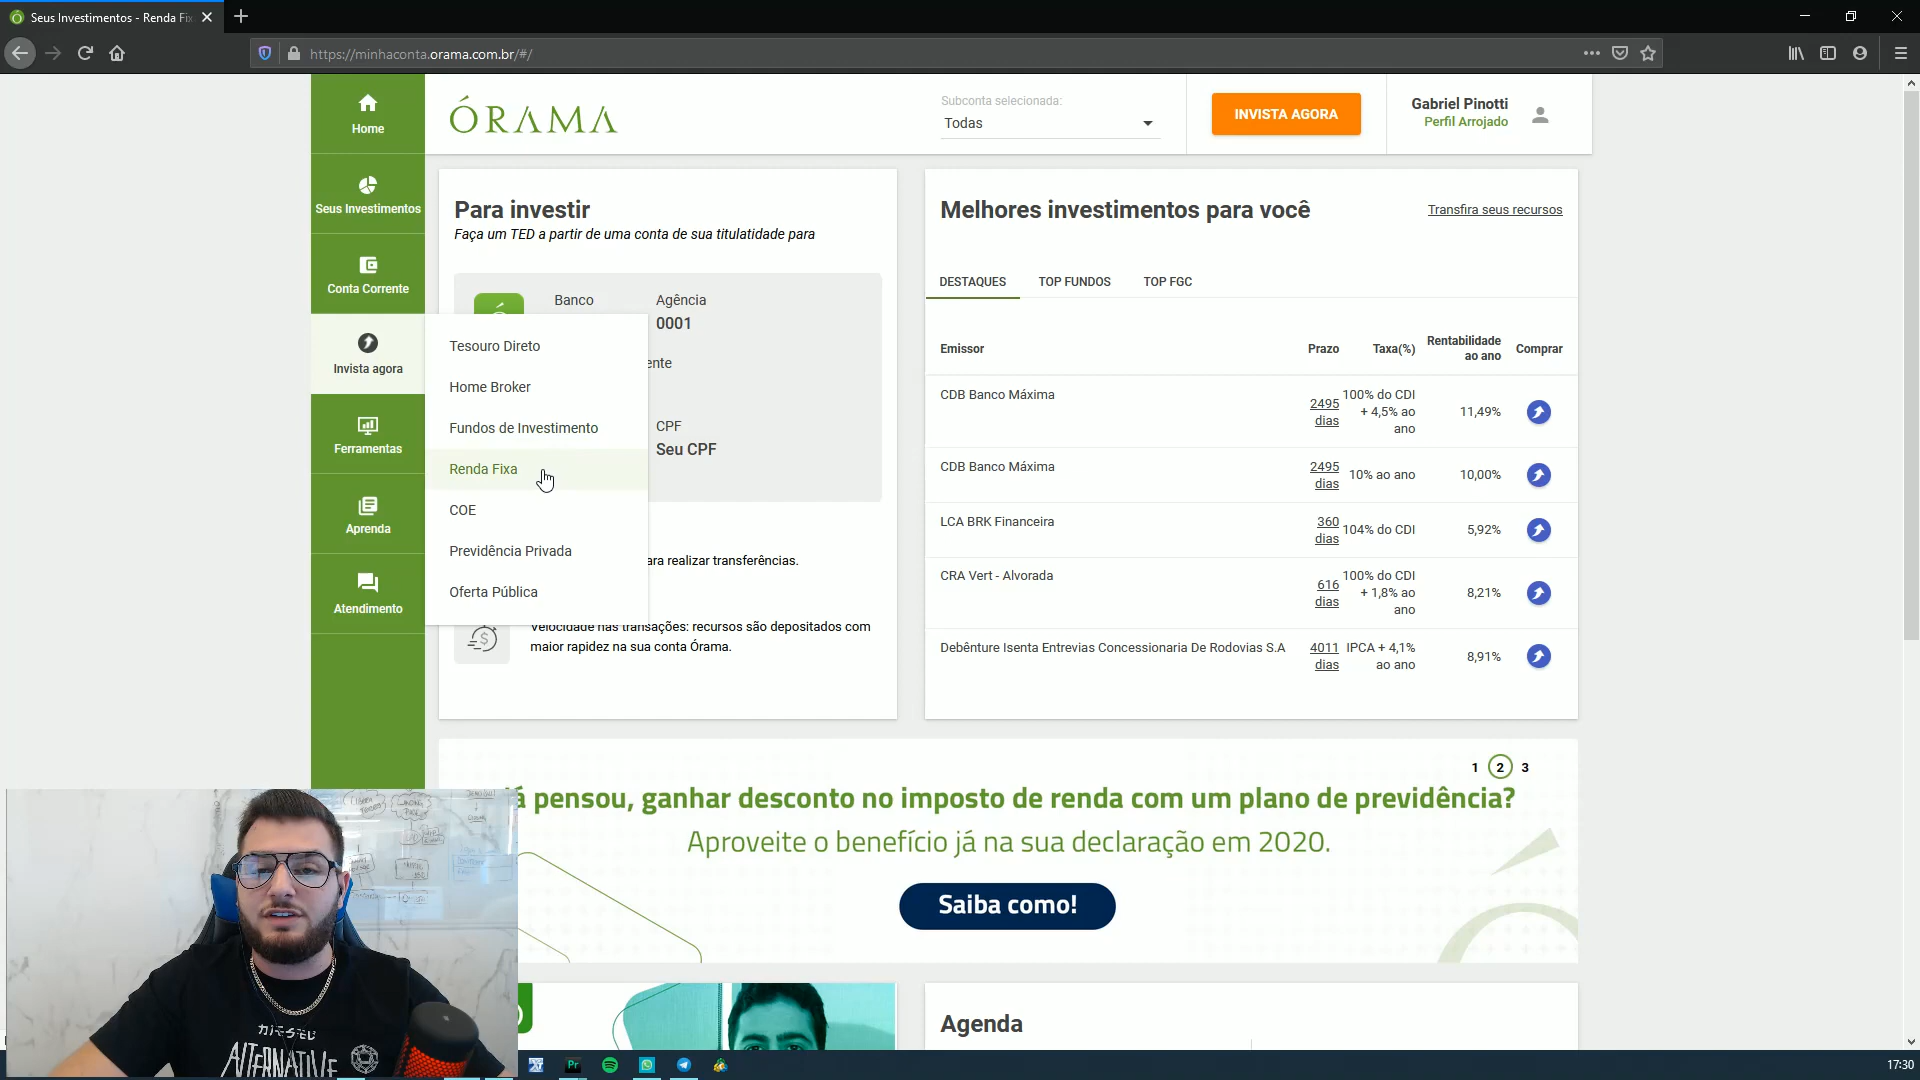 Seus Investimentos - Renda Fix
https://minhaconta.orama.com.br/#/
Home
Seus Investimentos
Conta Corrente
Invista agora
Ferramentas
Aprenda
Atendimento
ÓRAMA
Subconta selecionada:
Todas
INVISTA AGORA
Gabriel Pinotti
Perfil Arrojado
Para investir
Faça um TED a partir de uma conta de sua titulatidade para
Banco
Agência
0001
ente
CPF
Seu CPF
Tesouro Direto
Home Broker
Fundos de Investimento
Renda Fixa
COE
Previdência Privada
Oferta Pública
ara realizar transferências.
Velocidade nas transações: recursos são depositados com
maior rapidez na sua conta Órama.
Melhores investimentos para você
Transfira seus recursos
DESTAQUES TOP FUNDOS TOP FGC
Emissor Prazo Taxa(%) Rentabilidade ao ano Comprar
CDB Banco Máxima 2495 dias 100% do CDI + 4,5% ao ano 11,49%
CDB Banco Máxima 2495 dias 10% ao ano 10,00%
LCA BRK Financeira 360 dias 104% do CDI 5,92%
CRA Vert - Alvorada 616 dias 100% do CDI + 1,8% ao ano 8,21%
Debênture Isenta Entrevias Concessionaria De Rodovias S.A 4011 dias IPCA + 4,1% ao ano 8,91%
1 2 3
á pensou, ganhar desconto no imposto de renda com um plano de previdência?
Aproveite o benefício já na sua declaração em 2020.
Saiba como!
Agenda
ALTERNATIVE
Pr
17:30